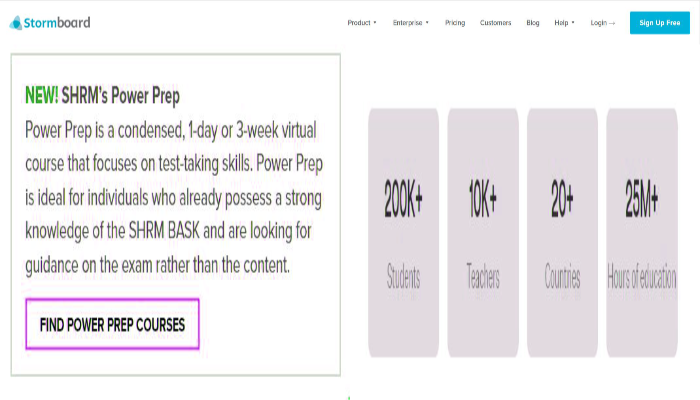 Stormboard
Product Enterprise Pricing Customers Blog Help Login → Sign Up Free
NEW! SHRM's Power Prep
Power Prep is a condensed, 1-day or 3-week virtual
course that focuses on test-taking skills. Power Prep
is ideal for individuals who already possess a strong
knowledge of the SHRM BASK and are looking for
guidance on the exam rather than the content.
FIND POWER PREP COURSES
200K+
Students
10K+
Teachers
20+
Countries
25M+
Hours of education